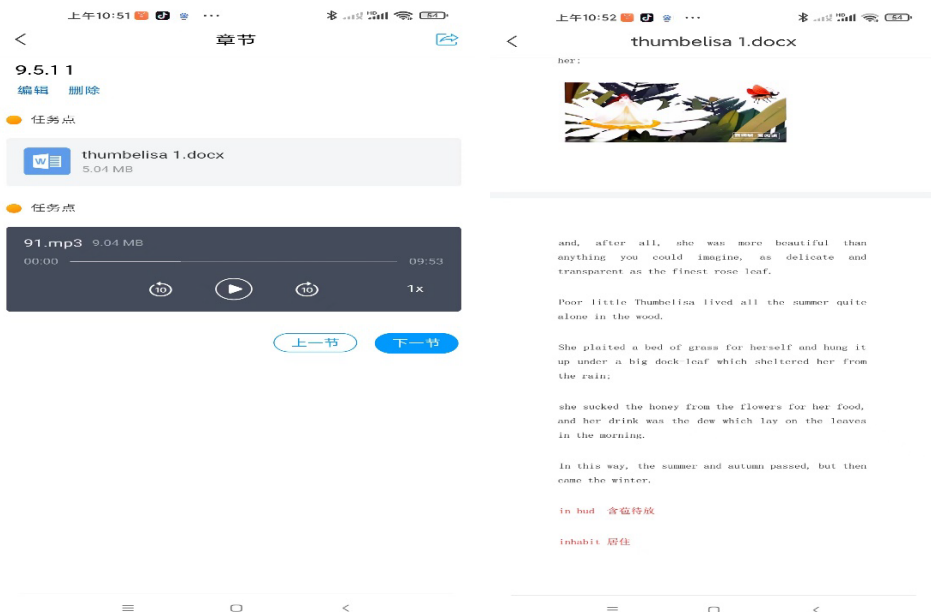 上午10:51 ···
HD
54
章节
9.5.1 1
编辑 删除
任务点
W
thumbelisa 1.docx
5.04 MB
任务点
91.mp3 9.04 MB
00:00 09:53
10 10 1x
上一节 下一节
上午10:52 ···
HD
54
thumbelisa 1.docx
her;
and, after all, she was more beautiful than
anything you could imagine, as delicate and
transparent as the finest rose leaf.
Poor little Thumbelisa lived all the summer quite
alone in the wood.
She plaited a bed of grass for herself and hung it
up under a big dock-leaf which sheltered her from
the rain;
she sucked the honey from the flowers for her food,
and her drink was the dew which lay on the leaves
in the morning.
In this way, the summer and autumn passed, but then
came the winter.
in bud 含苞待放
inhabit 居住